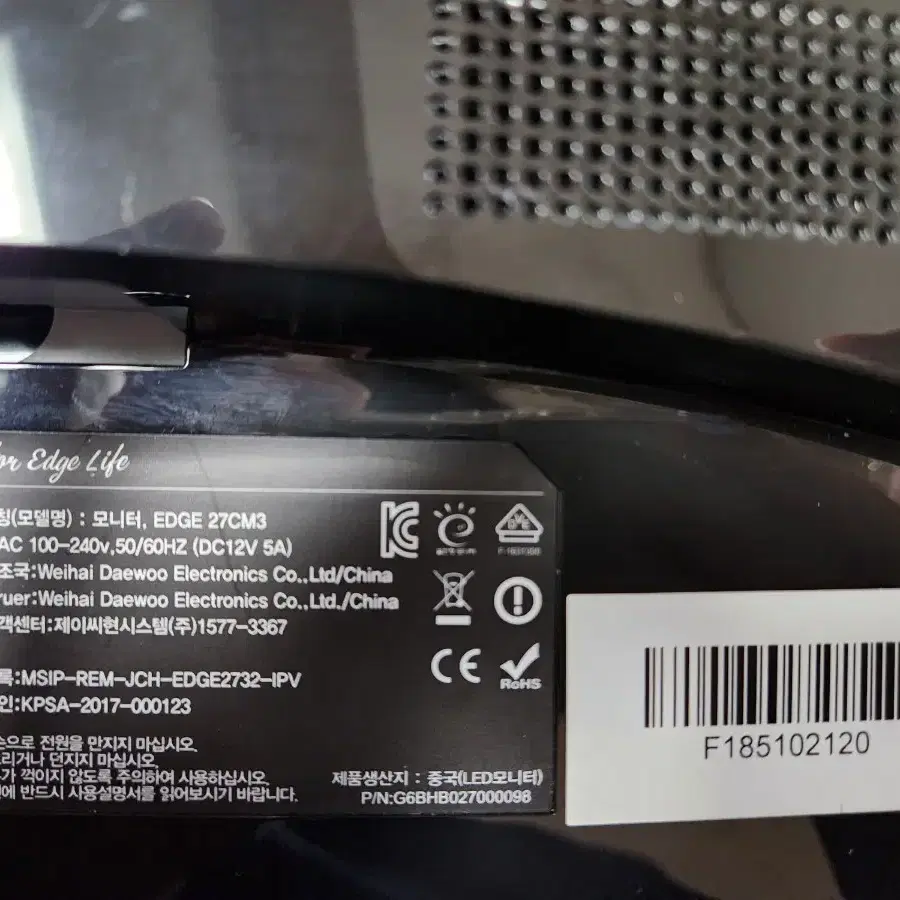 or Edge Life
칭(모델명) : 모니터, EDGE 27CM3
AC 100-240v,50/60HZ (DC12V 5A)
조국:Weihai Daewoo Electronics Co.,Ltd/China
ruer:Weihai Daewoo Electronics Co.,Ltd./China
객센터:제이씨현시스템(주)1577-3367
록:MSIP-REM-JCH-EDGE2732-IPV
인:KPSA-2017-000123
손으로 전원을 만지지 마십시오.
리거나 던지지 마십시오.
가 꺽이지 않도록 주의하여 사용하십시오.
에 반드시 사용설명서를 읽어보시기 바랍니다.
CE
RoHS
제품생산지 : 중국(LED모니터)
P/N:G6BHB027000098
F185102120